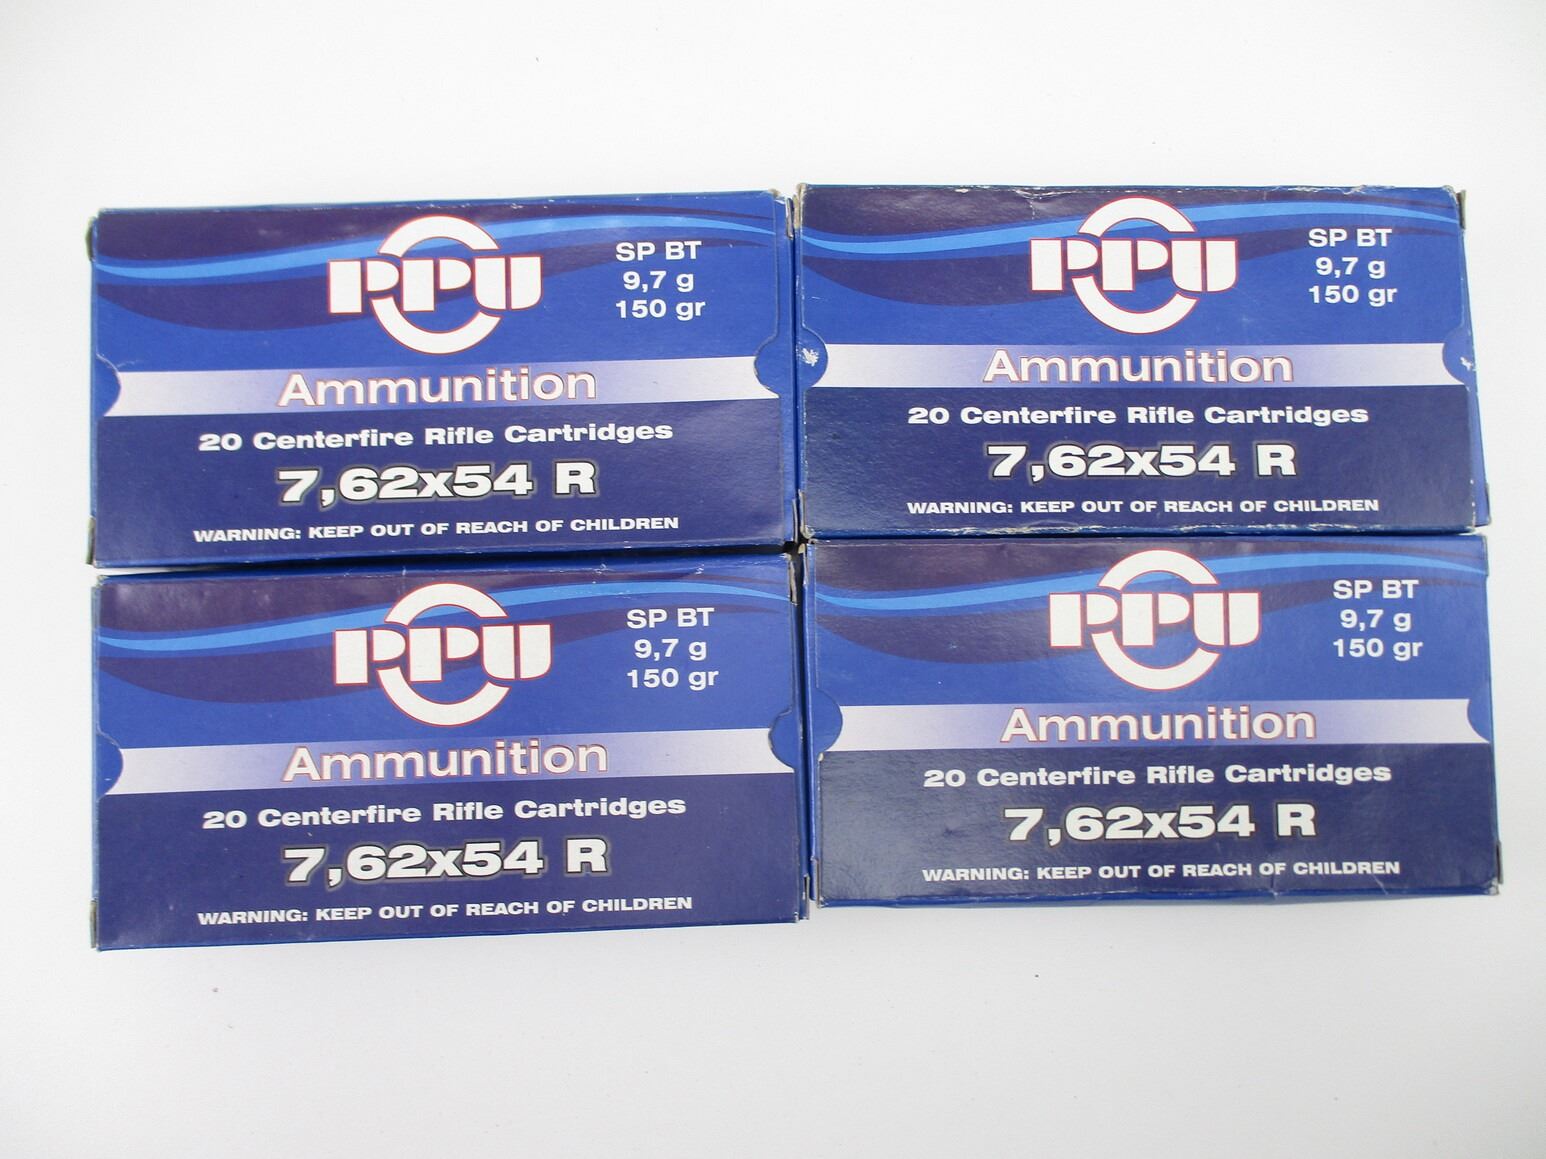 PPU
SP BT
9,7 g
150 gr
Ammunition
20 Centerfire Rifle Cartridges
7,62x54 R
WARNING: KEEP OUT OF REACH OF CHILDREN
PPU
SP BT
9,7 g
150 gr
Ammunition
20 Centerfire Rifle Cartridges
7,62x54 R
WARNING: KEEP OUT OF REACH OF CHILDREN
PPU
SP BT
9,7 g
150 gr
Ammunition
20 Centerfire Rifle Cartridges
7,62x54 R
WARNING: KEEP OUT OF REACH OF CHILDREN
PPU
SP BT
9,7 g
150 gr
Ammunition
20 Centerfire Rifle Cartridges
7,62x54 R
WARNING: KEEP OUT OF REACH OF CHILDREN